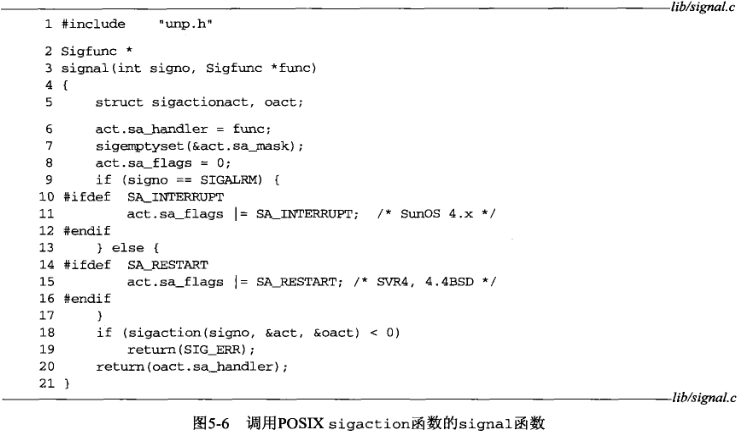 lib/signal.c
1 #include "unp.h"
2 Sigfunc *
3 signal(int signo, Sigfunc *func)
4 {
5 struct sigactionact, oact;
6 act.sa_handler = func;
7 sigemptyset(&act.sa_mask);
8 act.sa_flags = 0;
9 if (signo == SIGALRM) {
10 #ifdef SA_INTERRUPT
11 act.sa_flags |= SA_INTERRUPT; /* SunOS 4.x */
12 #endif
13 } else {
14 #ifdef SA_RESTART
15 act.sa_flags |= SA_RESTART; /* SVR4, 4.4BSD */
16 #endif
17 }
18 if (sigaction(signo, &act, &oact) < 0)
19 return(SIG_ERR);
20 return(oact.sa_handler);
21 }
lib/signal.c
图5-6 调用POSIX sigaction函数的signal函数